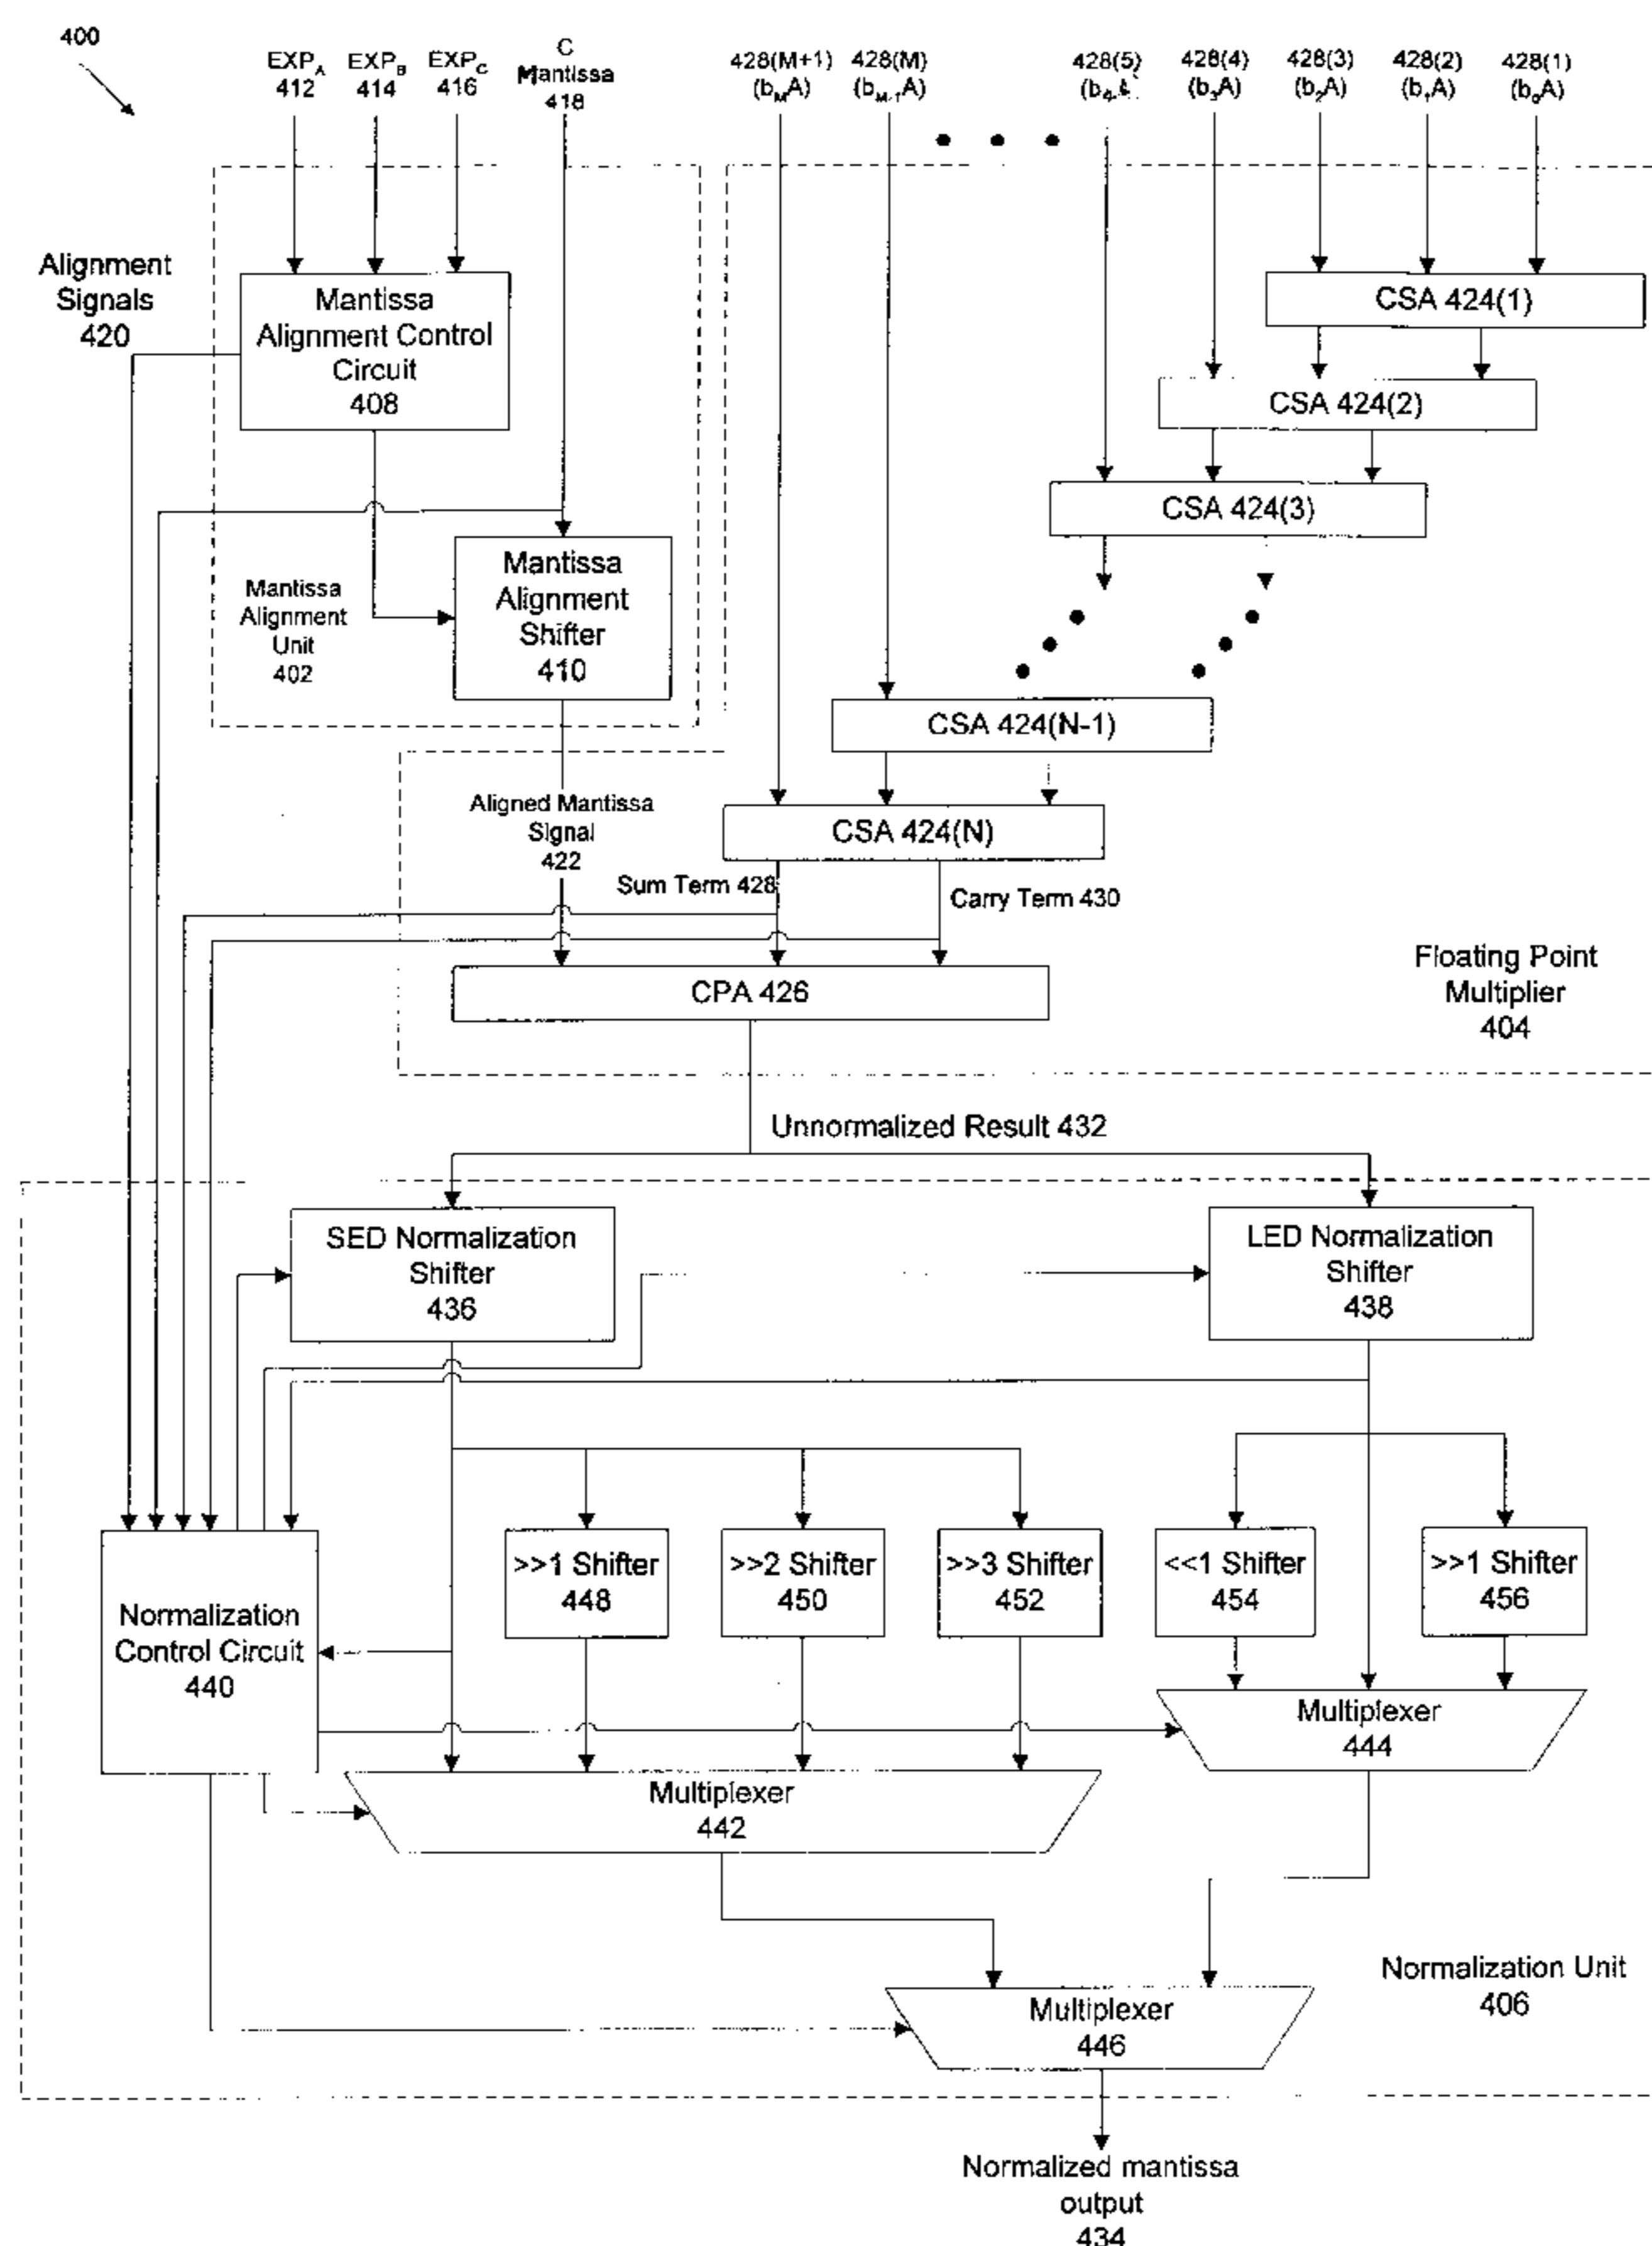 400
EXP_A
412
EXP_B
414
EXP_C
416
C
Mantissa
418
428(M+1)
(b_MA)
428(M)
(b_M-1A)
428(5)
428(4)
(b_3A)
428(3)
(b_2A)
428(2)
(b_1A)
428(1)
(b_0A)
Alignment
Signals
420
Mantissa
Alignment Control
Circuit
408
CSA 424(1)
CSA 424(2)
CSA 424(3)
Mantissa
Alignment
Unit
402
Mantissa
Alignment
Shifter
410
CSA 424(N-1)
Aligned Mantissa
Signal
422
CSA 424(N)
Sum Term 428
Carry Term 430
CPA 426
Floating Point
Multiplier
404
Unnormalized Result 432
SED Normalization
Shifter
436
LED Normalization
Shifter
438
>>1 Shifter
448
>>2 Shifter
450
>>3 Shifter
452
<<1 Shifter
454
>>1 Shifter
456
Normalization
Control Circuit
440
Multiplexer
444
Multiplexer
442
Normalization Unit
406
Multiplexer
446
Normalized mantissa
output
434